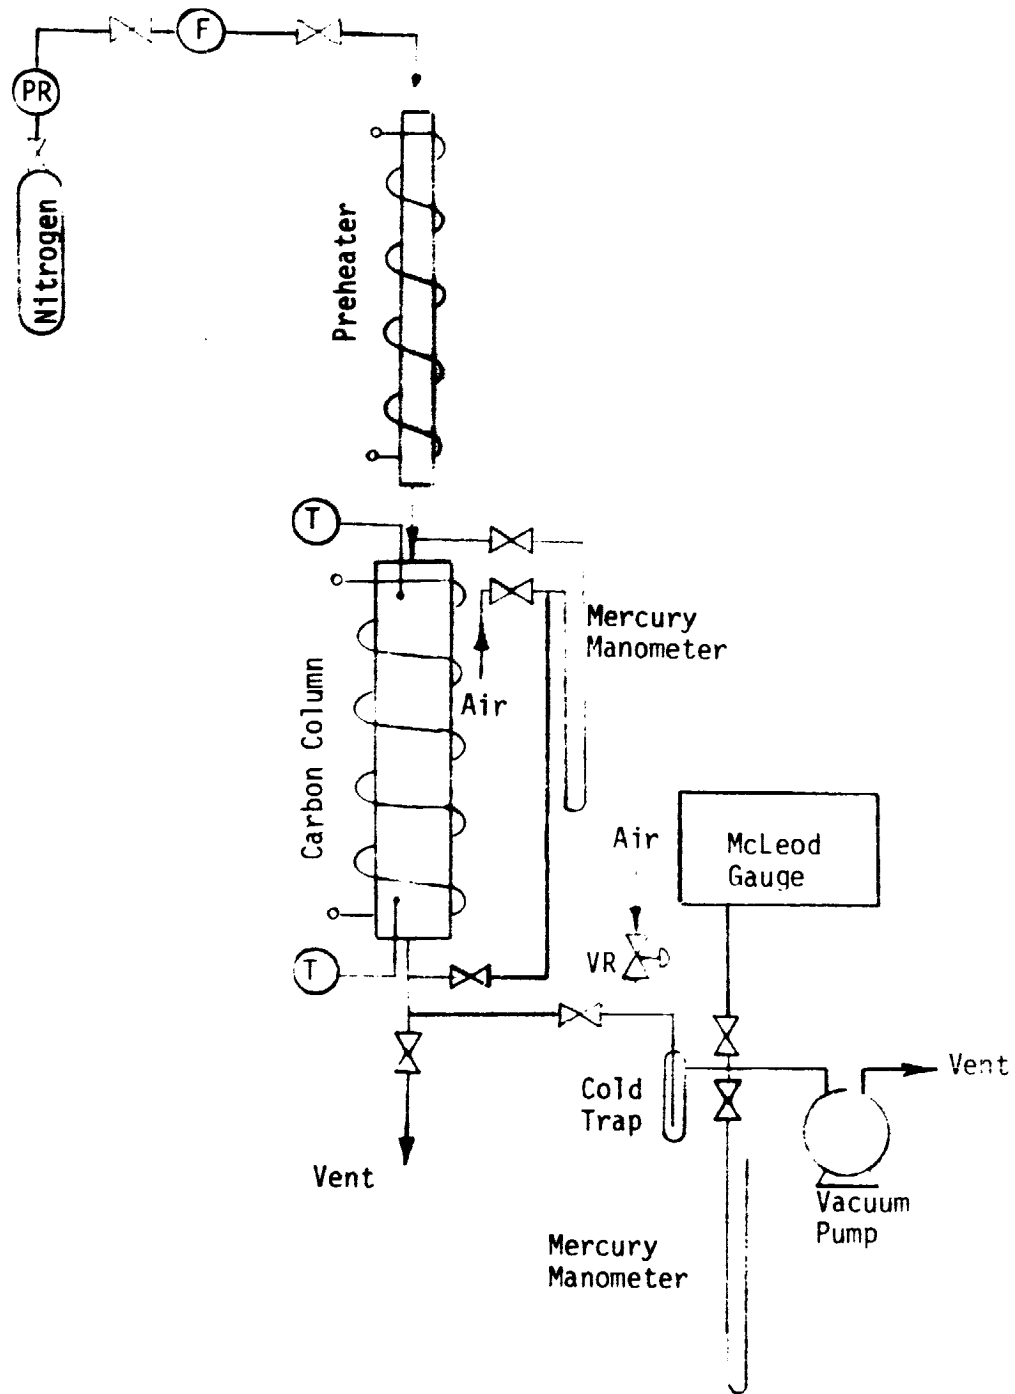 F
PR
Nitrogen
Preheater
T
Mercury
Manometer
Air
Carbon Column
Air
McLeod
Gauge
VR
T
Vent
Cold
Trap
Vent
Vacuum
Pump
Mercury
Manometer